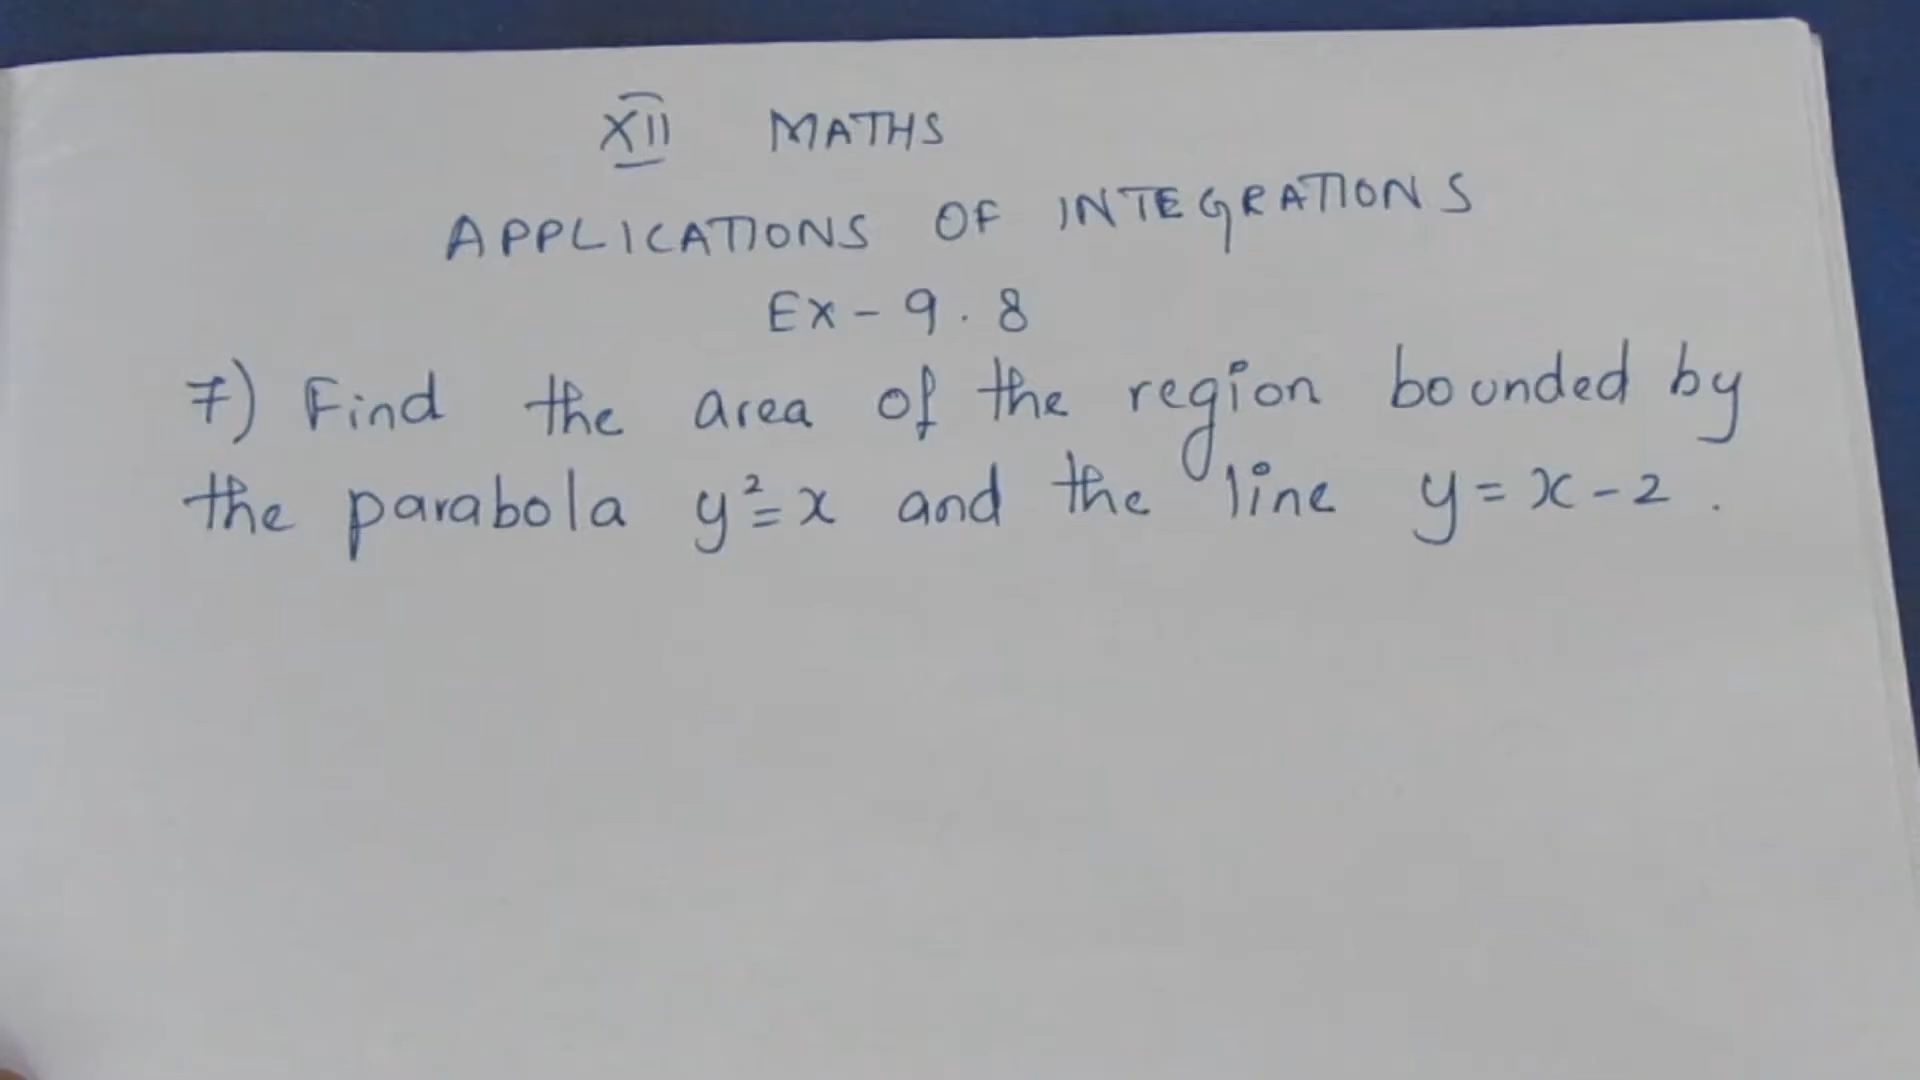 XII MATHS
APPLICATIONS OF INTEGRATIONS
EX - 9.8
7) Find the area of the region bounded by
the parabola y²=x and the line y=x-2.